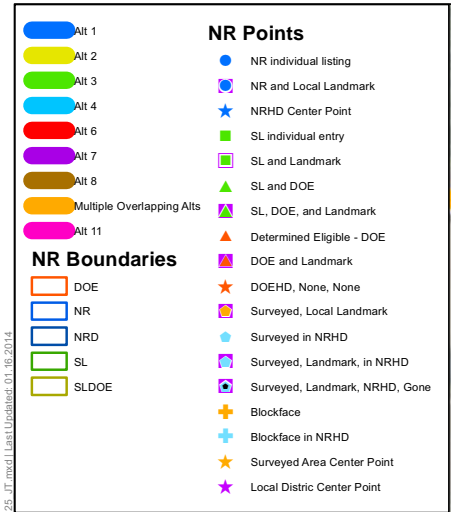 Alt 1
Alt 2
Alt 3
Alt 4
Alt 6
Alt 7
Alt 8
Multiple Overlapping Alts
Alt 11
NR Boundaries
DOE
NR
NRD
SL
SLDOE
NR Points
NR individual listing
NR and Local Landmark
NRHD Center Point
SL individual entry
SL and Landmark
SL and DOE
SL, DOE, and Landmark
Determined Eligible - DOE
DOE and Landmark
DOEHD, None, None
Surveyed, Local Landmark
Surveyed in NRHD
Surveyed, Landmark, in NRHD
Surveyed, Landmark, NRHD, Gone
Blockface
Blockface in NRHD
Surveyed Area Center Point
Local Distric Center Point
25 JT.mxd | Last Updated: 01.16.2014